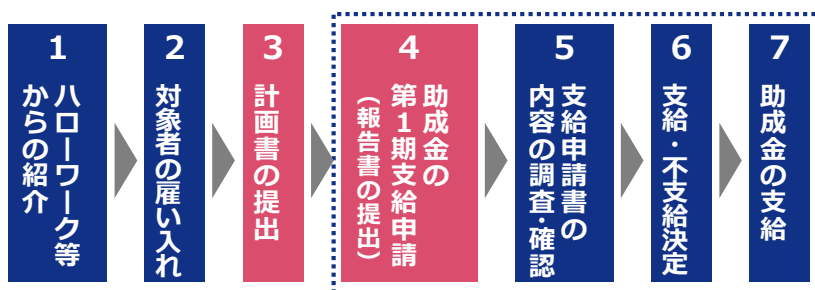 1
ハローワーク等
からの紹介
2
対象者の雇い入れ
3
計画書の提出
4
助成金の
第１期支給申請
（報告書の提出）
5
支給申請書の
内容の調査・確認
6
支給・不支給決定
7
助成金の支給